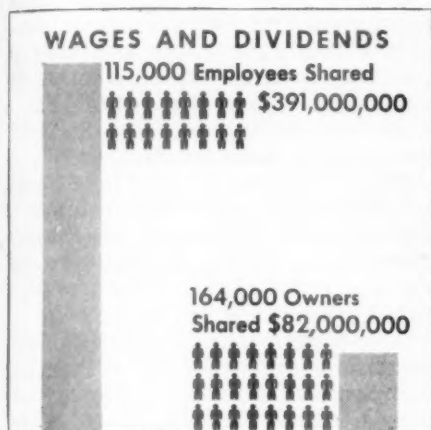 WAGES AND DIVIDENDS
115,000 Employees Shared
$391,000,000
164,000 Owners
Shared $82,000,000